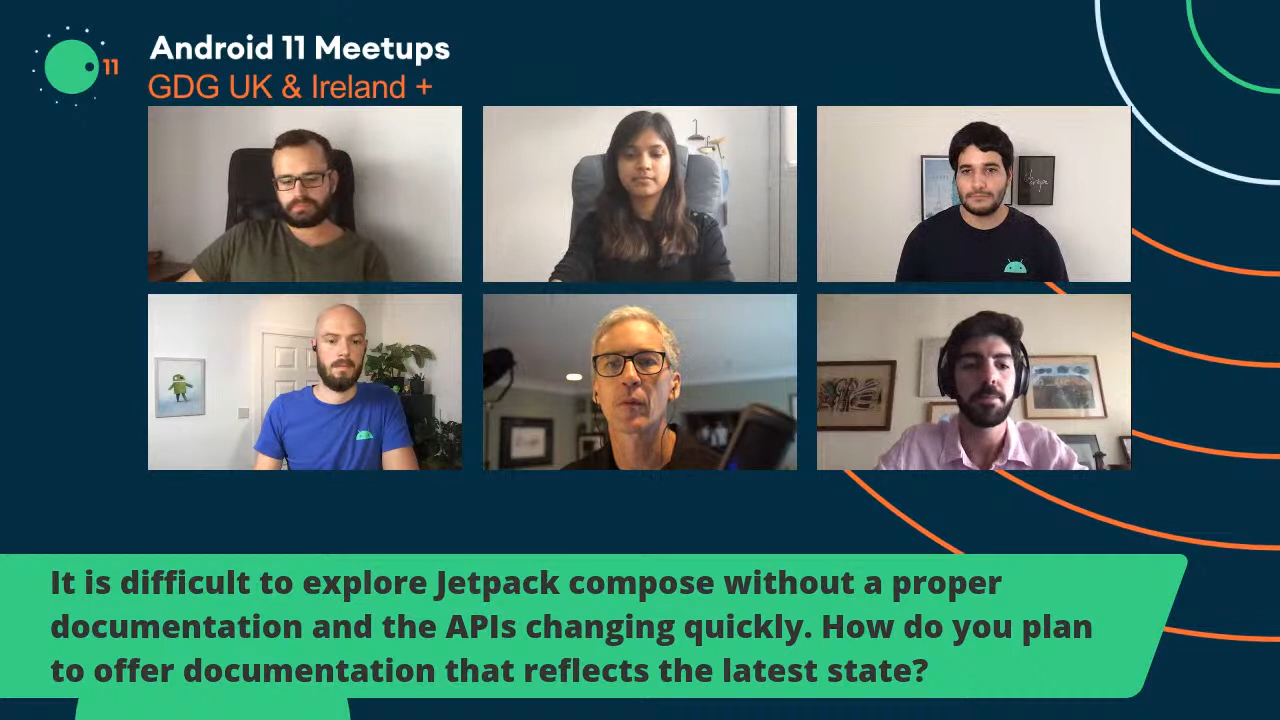 11
Android 11 Meetups
GDG UK & Ireland +
It is difficult to explore Jetpack compose without a proper
documentation and the APIs changing quickly. How do you plan
to offer documentation that reflects the latest state?